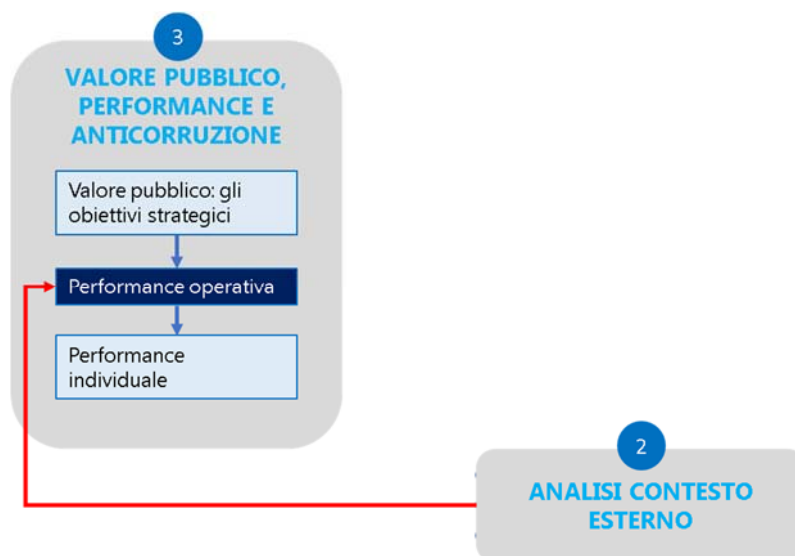 3
VALORE PUBBLICO,
PERFORMANCE E
ANTICORRUZIONE
Valore pubblico: gli
obiettivi strategici
Performance operativa
Performance
individuale
2
ANALISI CONTESTO
ESTERNO